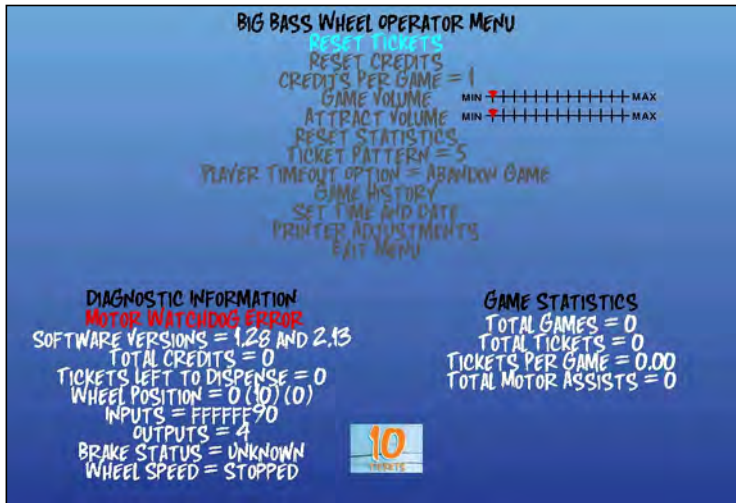 BIG BASS WHEEL OPERATOR MENU
RESET TICKETS
RESET CREDITS
CREDITS PER GAME = 1
GAME VOLUME MIN MAX
ATTRACT VOLUME MIN MAX
RESET STATISTICS
TICKET PATTERN = 5
PLAYER TIMEOUT OPTION = ABANDON GAME
GAME HISTORY
SET TIME AND DATE
PRINTER ADJUSTMENTS
EXIT MENU
DIAGNOSTIC INFORMATION
MOTOR WATCHDOG ERROR
SOFTWARE VERSIONS = 1.28 AND 2.13
TOTAL CREDITS = 0
TICKETS LEFT TO DISPENSE = 0
WHEEL POSITION = 0 (10) (0)
INPUTS = FFFFFF90
OUTPUTS = 4
BRAKE STATUS = UNKNOWN
WHEEL SPEED = STOPPED
GAME STATISTICS
TOTAL GAMES = 0
TOTAL TICKETS = 0
TICKETS PER GAME = 0.00
TOTAL MOTOR ASSISTS = 0
10
TICKETS